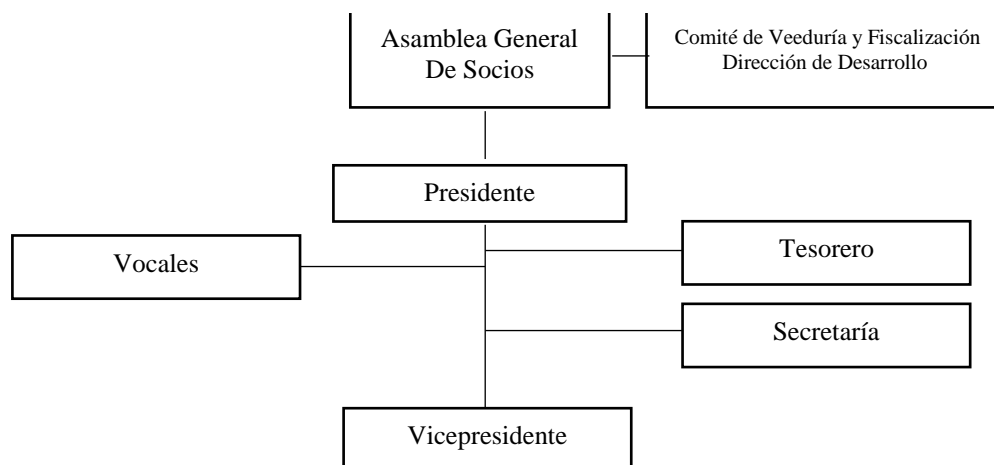 Asamblea General
De Socios
Comité de Veeduría y Fiscalización
Dirección de Desarrollo
Presidente
Vocales
Tesorero
Secretaría
Vicepresidente